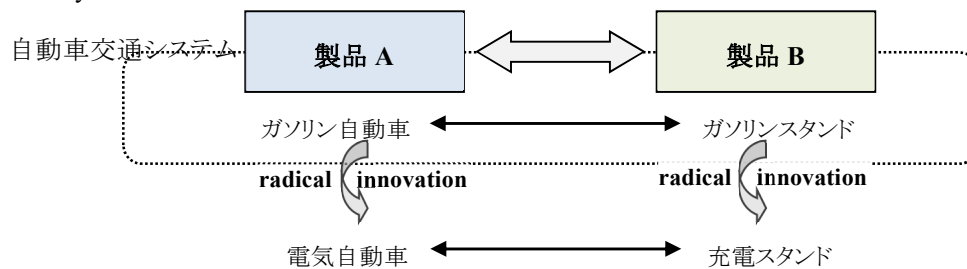 自動車交通システム
製品 A
製品 B
ガソリン自動車
ガソリンスタンド
radical innovation
radical innovation
電気自動車
充電スタンド